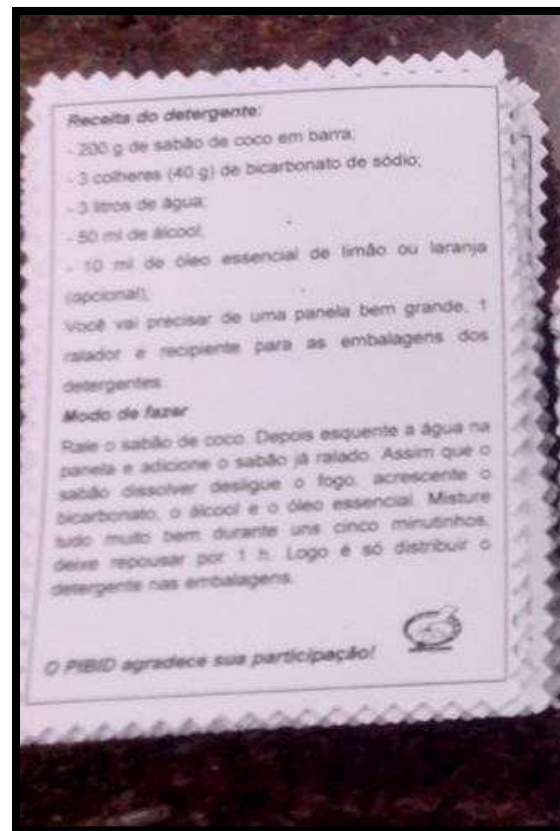 Receita do detergente:
- 200 g de sabão de coco em barra;
- 3 colheres (40 g) de bicarbonato de sódio;
- 3 litros de água;
- 50 ml de álcool;
- 10 ml de óleo essencial de limão ou laranja
(opcional);
Você vai precisar de uma panela bem grande, 1
ralador e recipiente para as embalagens dos
detergentes.
Modo de fazer
Rale o sabão de coco. Depois esquente a água na
panela e adicione o sabão já ralado. Assim que o
sabão dissolver desligue o fogo, acrescente o
bicarbonato, o álcool e o óleo essencial. Misture
tudo muito bem durante uns cinco minutinhos,
deixe repousar por 1 h. Logo é só distribuir o
detergente nas embalagens.
O PIBID agradece sua participação!